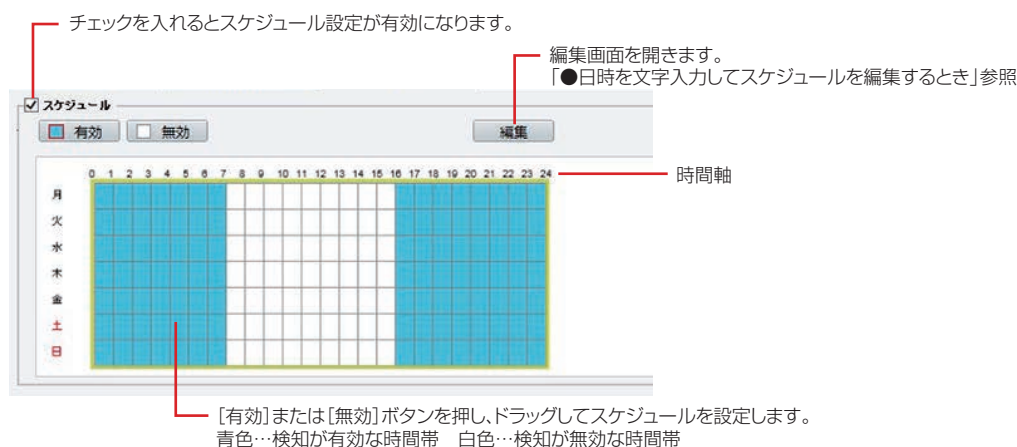 チェックを入れるとスケジュール設定が有効になります。
編集画面を開きます。
「●日時を文字入力してスケジュールを編集するとき」参照
スケジュール
有効 無効 編集
0 1 2 3 4 5 6 7 8 9 10 11 12 13 14 15 16 17 18 19 20 21 22 23 24
時間軸
月
火
水
木
金
土
日
[有効]または[無効]ボタンを押し、ドラッグしてスケジュールを設定します。
青色…検知が有効な時間帯 白色…検知が無効な時間帯